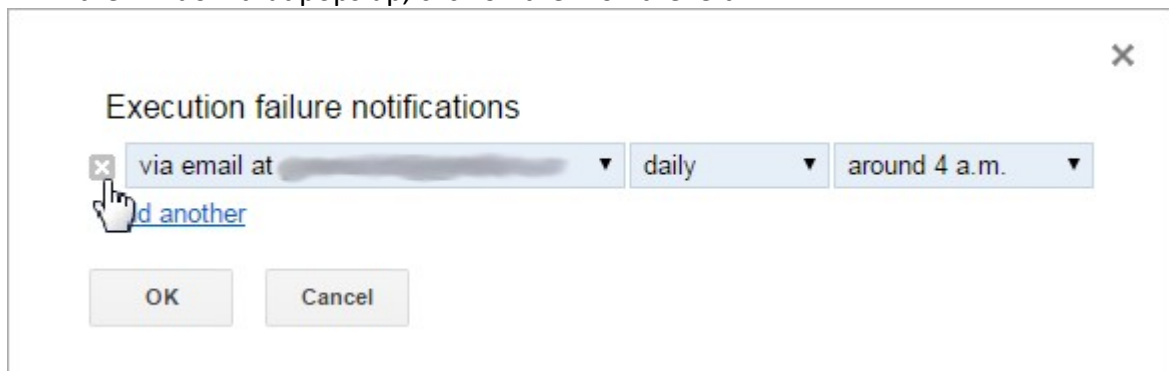 Execution failure notifications
via email at daily around 4 a.m.
d another
OK Cancel